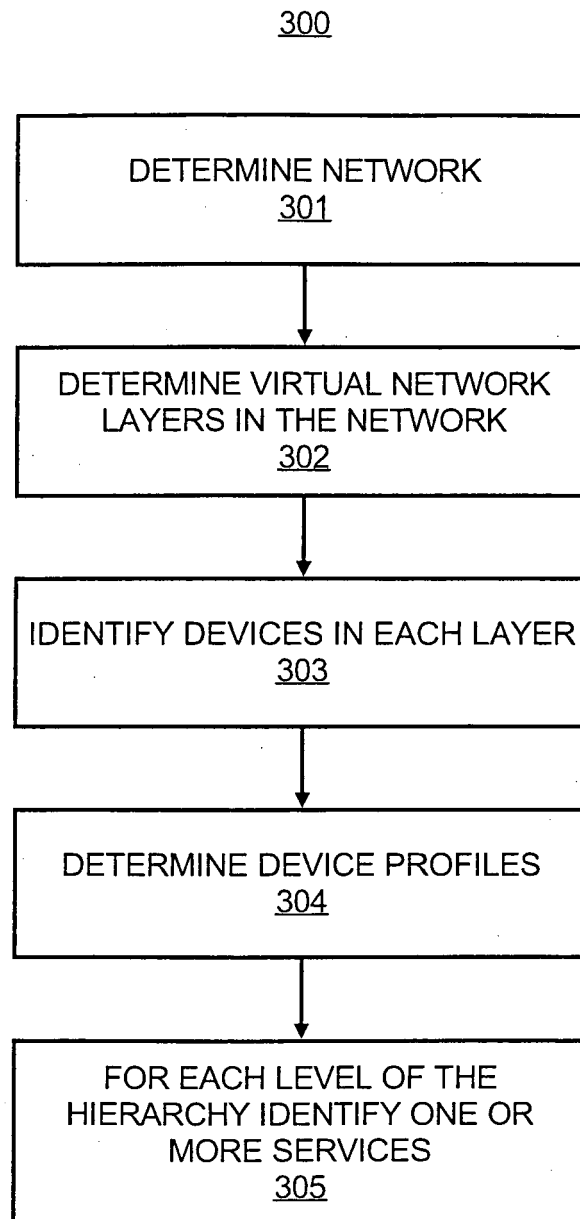 300
DETERMINE NETWORK
301
DETERMINE VIRTUAL NETWORK
LAYERS IN THE NETWORK
302
IDENTIFY DEVICES IN EACH LAYER
303
DETERMINE DEVICE PROFILES
304
FOR EACH LEVEL OF THE
HIERARCHY IDENTIFY ONE OR
MORE SERVICES
305